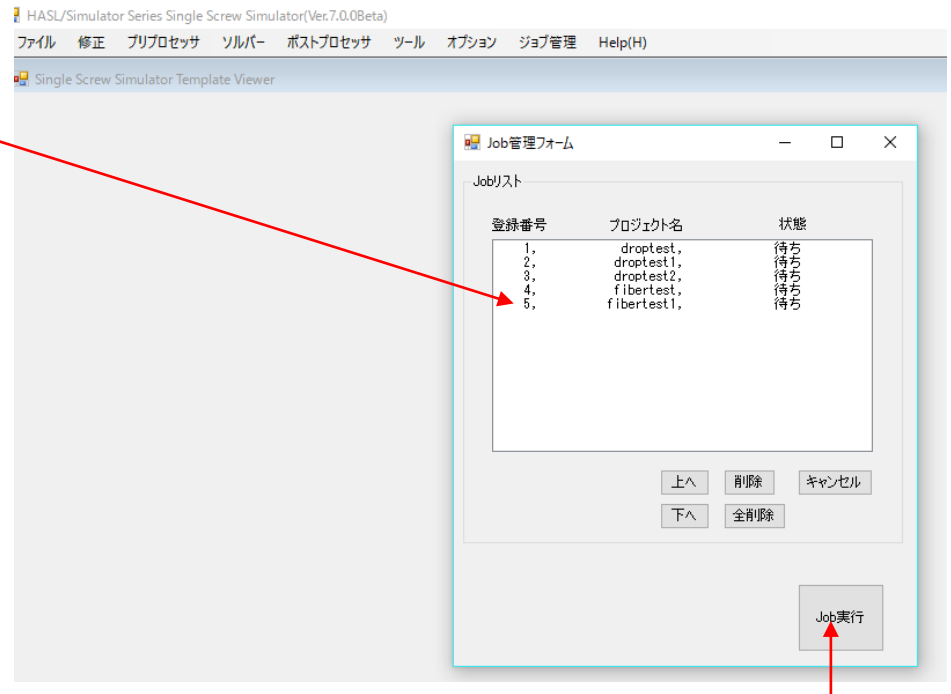 HASL/Simulator Series Single Screw Simulator(Ver.7.0.0Beta)
ファイル 修正 プリプロセッサ ソルバー ポストプロセッサ ツール オプション ジョブ管理 Help(H)
Single Screw Simulator Template Viewer
Job管理フォーム
Jobリスト
登録番号 プロジェクト名 状態
1, droptest, 待ち
2, droptest1, 待ち
3, droptest2, 待ち
4, fibertest, 待ち
5, fibertest1, 待ち
上へ 削除 キャンセル
下へ 全削除
Job実行